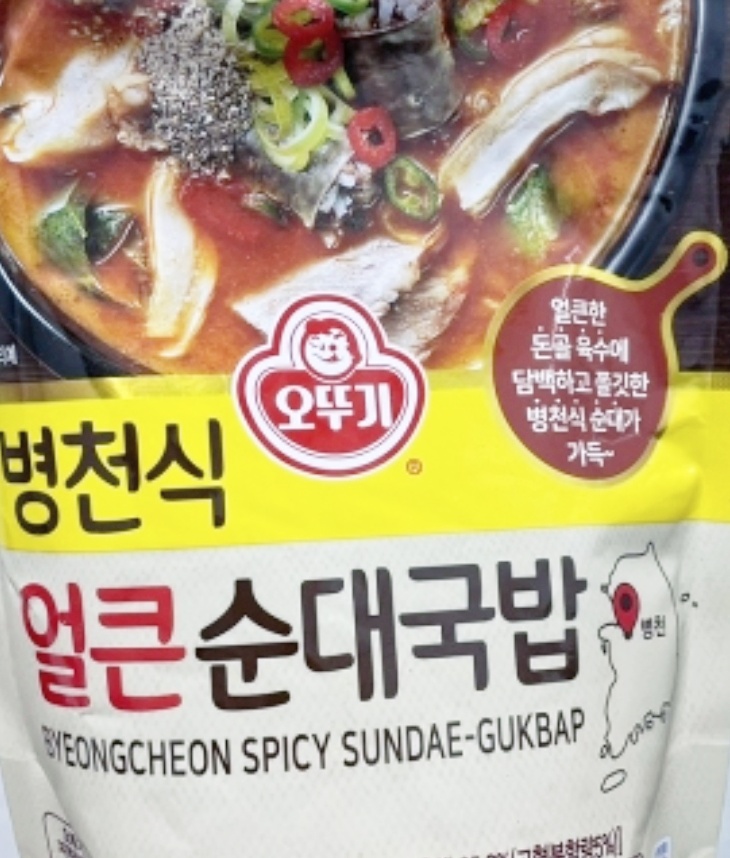 오뚜기
얼큰한
돈골 육수에
담백하고 쫄깃한
병천식 순대가
가득~
병천식
얼큰순대국밥
병천
BYEONGCHEON SPICY SUNDAE-GUKBAP